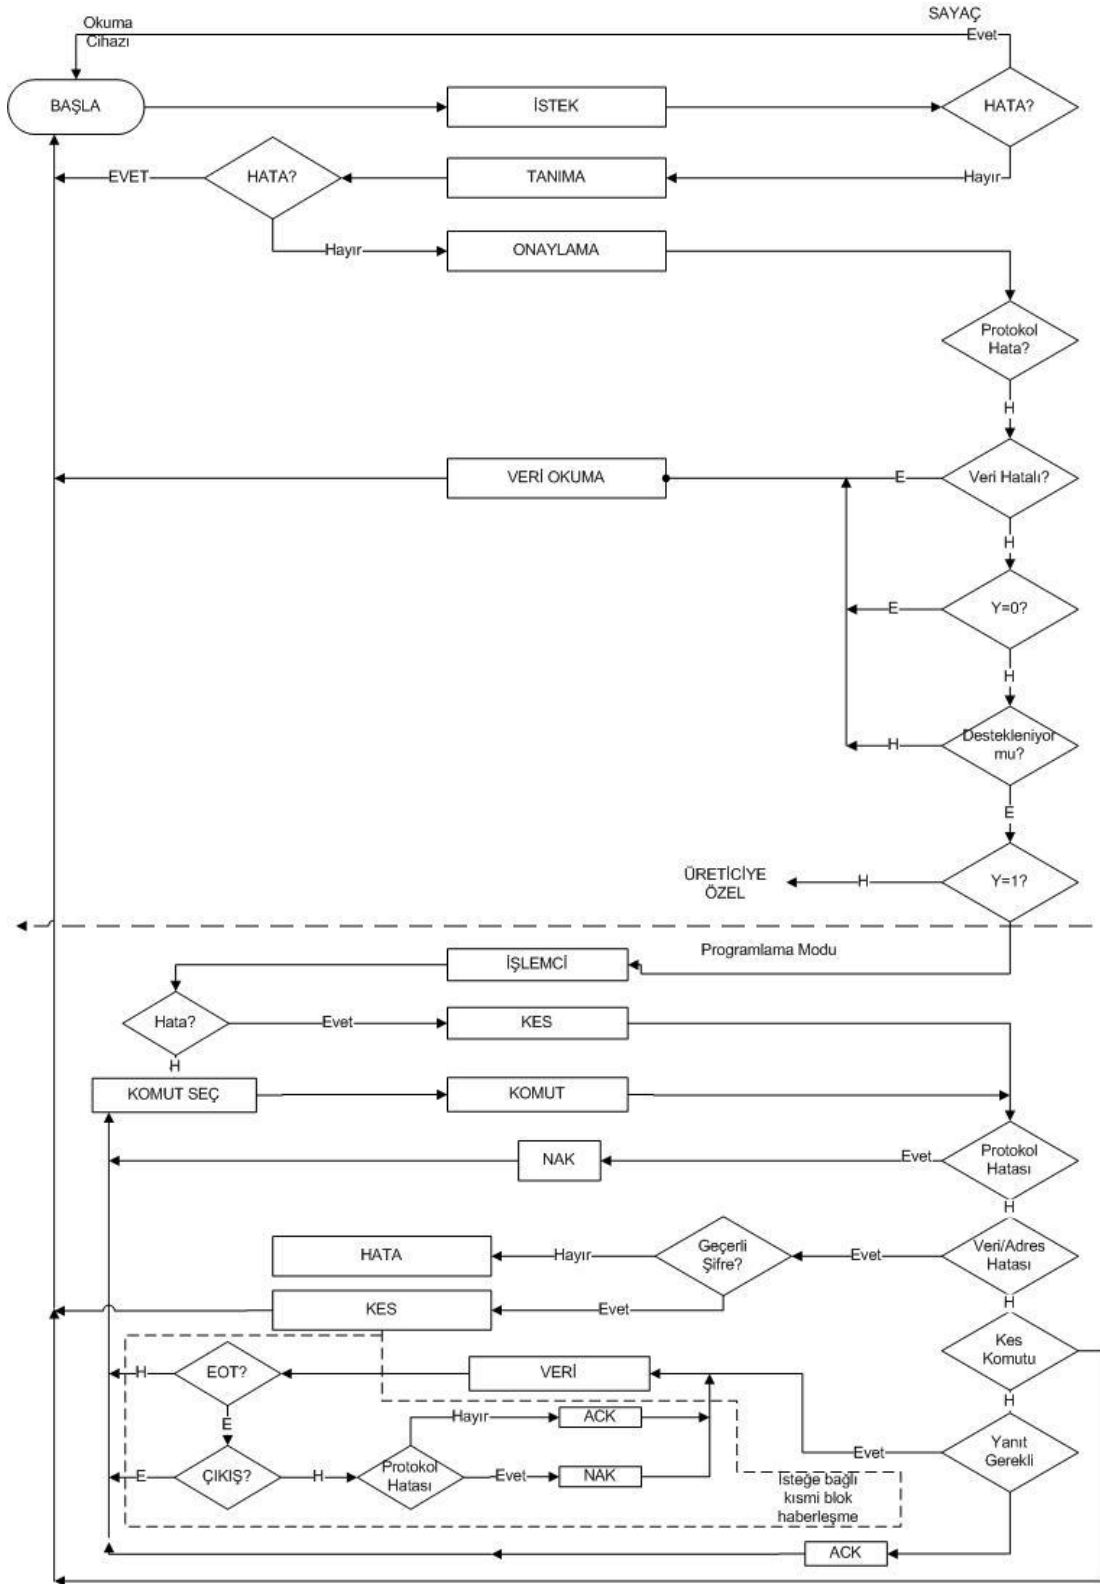 Okuma
Cihazı
SAYAÇ
Evet
BAŞLA
İSTEK
HATA?
EVET
HATA?
TANIMA
Hayır
Hayır
ONAYLAMA
Protokol
Hata?
H
VERİ OKUMA
E
Veri Hatalı?
H
E
Y=0?
H
H
Destekleniyor
mu?
E
ÜRETİCİYE
ÖZEL
H
Y=1?
Programlama Modu
İŞLEMCİ
Hata?
Evet
KES
H
KOMUT SEÇ
KOMUT
NAK
Evet
Protokol
Hatası
H
HATA
Hayır
Geçerli
Şifre?
Evet
Veri/Adres
Hatası
KES
Evet
H
Kes
Komutu
H
EOT?
VERİ
H
E
Hayır
ACK
Evet
Yanıt
Gerekli
E
ÇIKIŞ?
H
Protokol
Hatası
Evet
NAK
İsteğe bağlı
kısmi blok
haberleşme
ACK